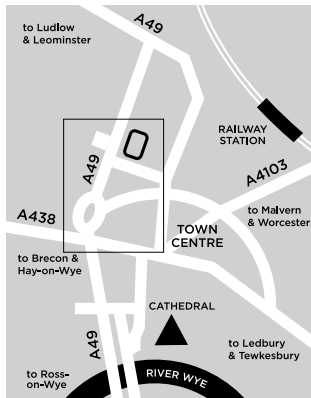 A49
to Ludlow
& Leominster
RAILWAY
STATION
A49
A4103
A438
to Malvern
& Worcester
TOWN
CENTRE
to Brecon &
Hay-on-Wye
CATHEDRAL
A49
to Ledbury
& Tewkesbury
to Ross-
on-Wye
RIVER WYE